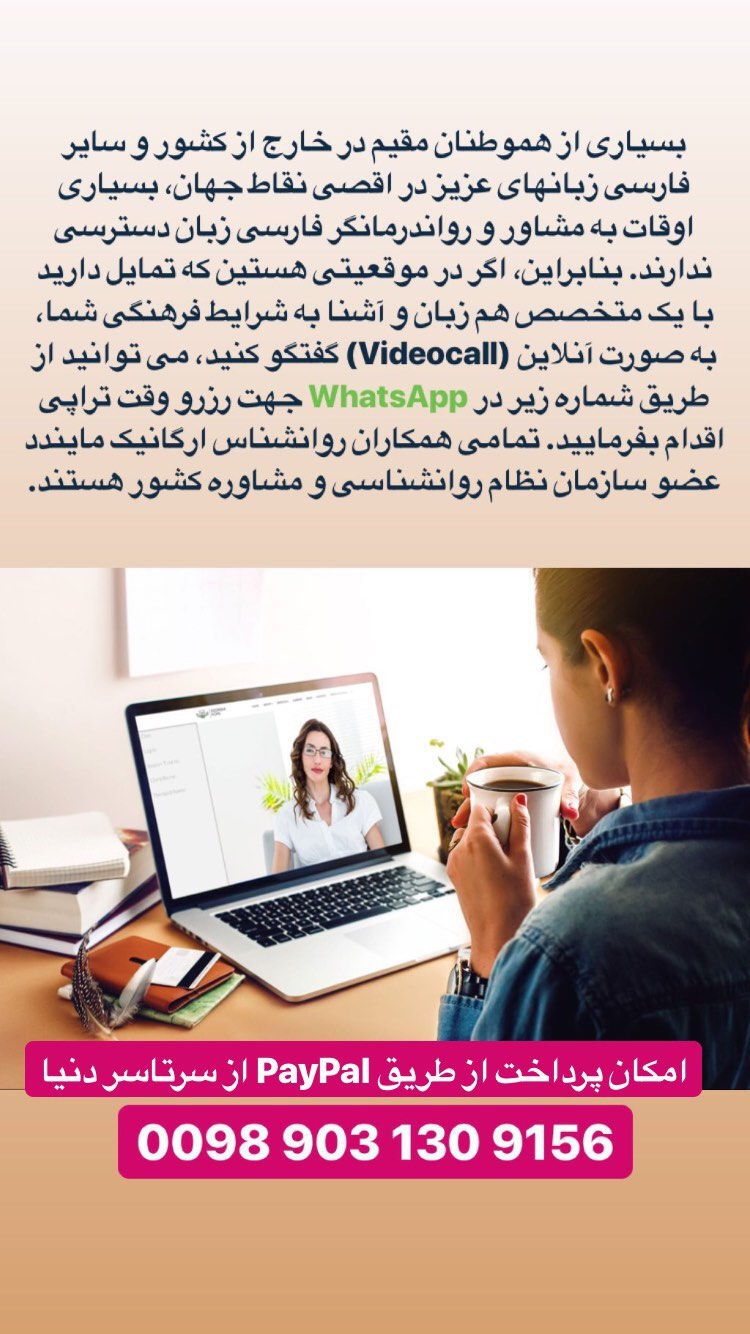 بسیاری از هموطنان مقیم در خارج از کشور و سایر
فارسی زبانهای عزیز در اقصی نقاط جهان، بسیاری
اوقات به مشاور و رواندرمانگر فارسی زبان دسترسی
ندارند. بنابراین، اگر در موقعیتی هستین که تمایل دارید
با یک متخصص هم زبان و آشنا به شرایط فرهنگی شما،
به صورت آنلاین (Videocall) گفتگو کنید، می توانید از
طریق شماره زیر در WhatsApp جهت رزرو وقت تراپی
اقدام بفرمایید. تمامی همکاران روانشناس ارگانیک مایندد
عضو سازمان نظام روانشناسی و مشاوره کشور هستند.
امکان پرداخت از طریق PayPal از سرتاسر دنیا
0098 903 130 9156